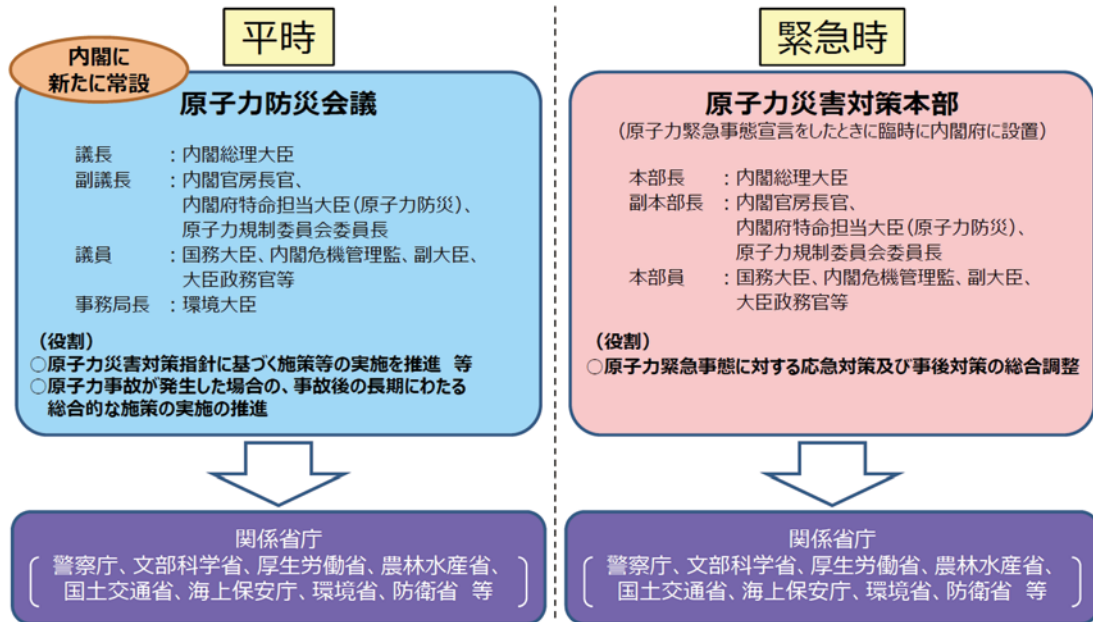 平時
内閣に
新たに常設
原子力防災会議
議長 ：内閣総理大臣
副議長 ：内閣官房長官、
内閣府特命担当大臣(原子力防災)、
原子力規制委員会委員長
議員 ：国務大臣、内閣危機管理監、副大臣、
大臣政務官等
事務局長 ：環境大臣
（役割）
○原子力災害対策指針に基づく施策等の実施を推進 等
○原子力事故が発生した場合の、事故後の長期にわたる
総合的な施策の実施の推進
関係省庁
警察庁、文部科学省、厚生労働省、農林水産省、
国土交通省、海上保安庁、環境省、防衛省 等
緊急時
原子力災害対策本部
（原子力緊急事態宣言をしたときに臨時に内閣府に設置）
本部長 ：内閣総理大臣
副本部長 ：内閣官房長官、
内閣府特命担当大臣(原子力防災)、
原子力規制委員会委員長
本部員 ：国務大臣、内閣危機管理監、副大臣、
大臣政務官等
（役割）
○原子力緊急事態に対する応急対策及び事後対策の総合調整
関係省庁
警察庁、文部科学省、厚生労働省、農林水産省、
国土交通省、海上保安庁、環境省、防衛省 等